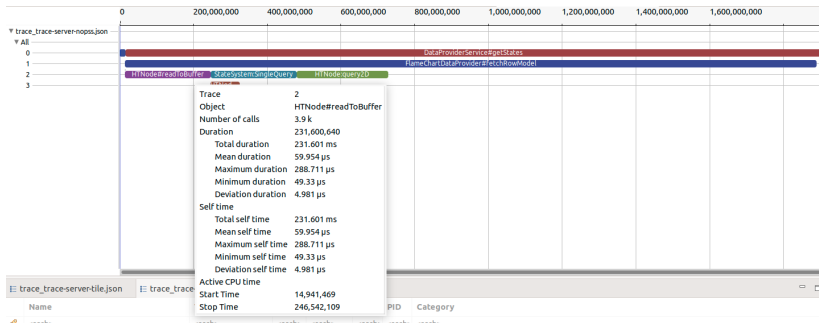 0 200,000,000 400,000,000 600,000,000 800,000,000 1,000,000,000 1,200,000,000 1,400,000,000 1,600,000,000
trace_trace-server-nopss.json
All
0 DataProviderService#getStates
1 FlameChartDataProvider#fetchRowModel
2 HTNode#readToBuffer StateSystem:SingleQuery HTNode:query2D
3
Trace 2
Object HTNode#readToBuffer
Number of calls 3.9 k
Duration 231,600,640
Total duration 231.601 ms
Mean duration 59.954 µs
Maximum duration 288.711 µs
Minimum duration 49.33 µs
Deviation duration 4.981 µs
Self time
Total self time 231.601 ms
Mean self time 59.954 µs
Maximum self time 288.711 µs
Minimum self time 49.33 µs
Deviation self time 4.981 µs
Active CPU time
Start Time 14,941,469
Stop Time 246,542,109
trace_trace-server-tile.json trace_trace
Name PID Category